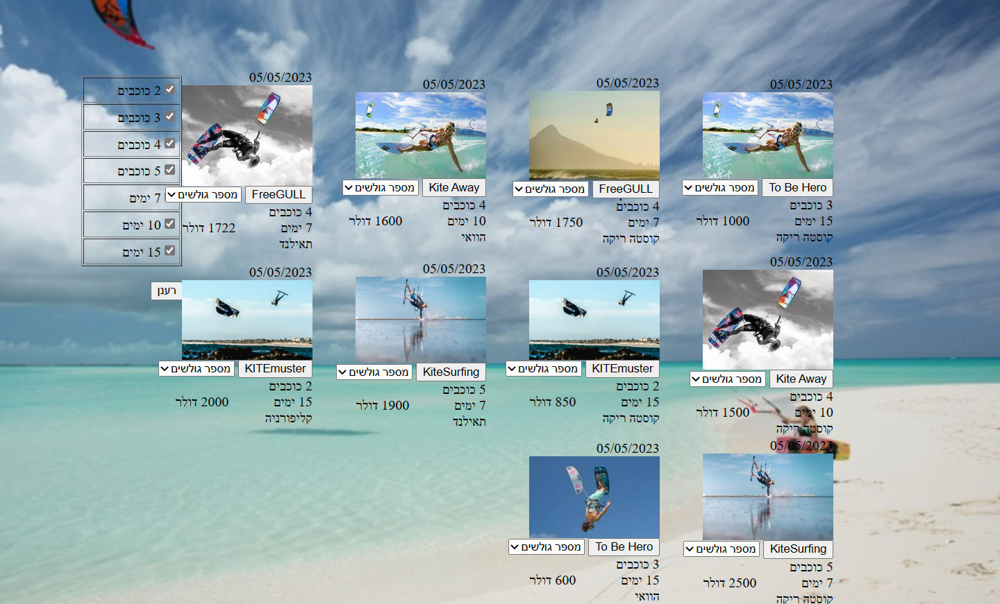 05/05/2023
To Be Hero מספר גולשים
3 כוכבים
15 ימים
1000 דולר
קוסטה ריקה
05/05/2023
FreeGULL מספר גולשים
4 כוכבים
7 ימים
1750 דולר
קוסטה ריקה
05/05/2023
Kite Away מספר גולשים
4 כוכבים
10 ימים
1600 דולר
הוואי
05/05/2023
FreeGULL מספר גולשים
4 כוכבים
7 ימים
1722 דולר
תאילנד
2 כוכבים
3 כוכבים
4 כוכבים
5 כוכבים
7 ימים
10 ימים
15 ימים
רענן
05/05/2023
Kite Away מספר גולשים
4 כוכבים
10 ימים
1500 דולר
קוסטה ריקה
05/05/2023
KITEmuster מספר גולשים
2 כוכבים
15 ימים
850 דולר
קוסטה ריקה
05/05/2023
KiteSurfing מספר גולשים
5 כוכבים
7 ימים
1900 דולר
תאילנד
05/05/2023
KITEmuster מספר גולשים
2 כוכבים
15 ימים
2000 דולר
קליפורניה
05/05/2023
KiteSurfing מספר גולשים
5 כוכבים
7 ימים
2500 דולר
קוסטה ריקה
05/05/2023
To Be Hero מספר גולשים
3 כוכבים
15 ימים
600 דולר
הוואי